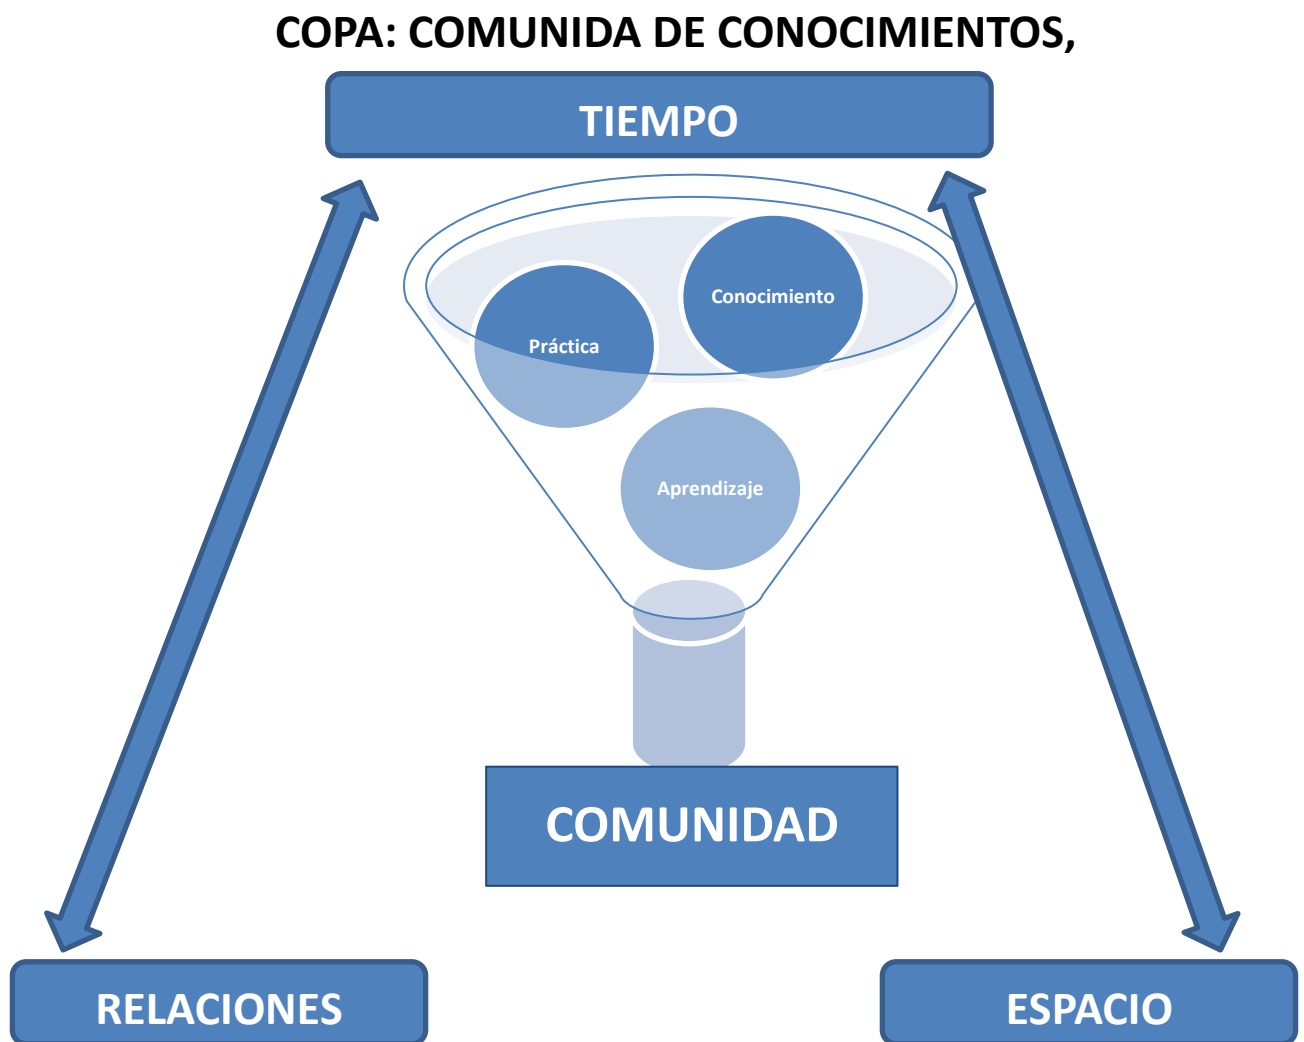 COPA: COMUNIDA DE CONOCIMIENTOS,
TIEMPO
Conocimiento
Práctica
Aprendizaje
COMUNIDAD
RELACIONES
ESPACIO